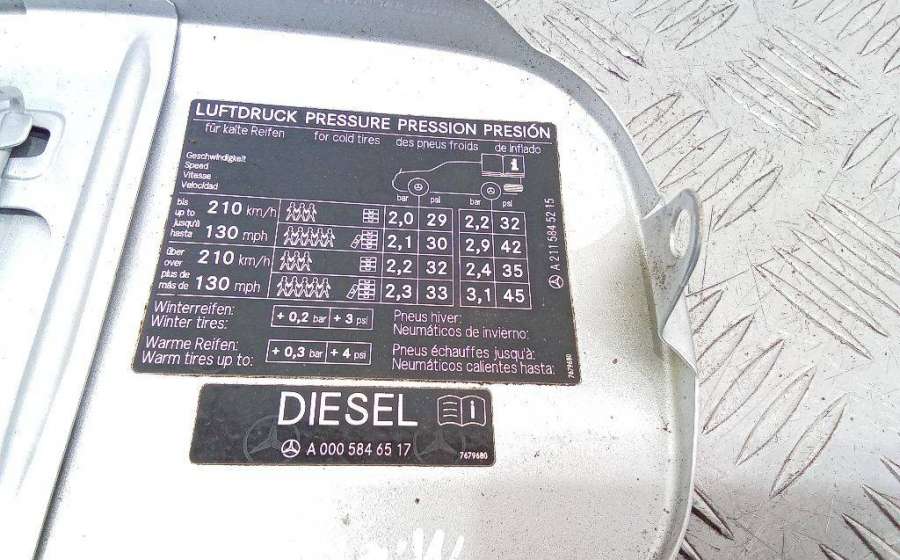 LUFTDRUCK PRESSURE PRESSION PRESIÓN
für kalte Reifen for cold tires des pneus froids de inflado
Geschwindigkeit
Speed
Vitesse
Velocidad
bar psi bar psi
bis
up to
jusqu'à
hasta
210 km/h
130 mph
2,0 29 2,2 32
2,1 30 2,9 42
über
over
plus de
más de
210 km/h
130 mph
2,2 32 2,4 35
2,3 33 3,1 45
Winterreifen:
Winter tires:
+ 0,2 bar + 3 psi
Pneus hiver:
Neumáticos de invierno:
Warme Reifen:
Warm tires up to:
+ 0,3 bar + 4 psi
Pneus échauffes jusqu'à:
Neumáticos calientes hasta:
A 211 584 52 15
7679680
DIESEL
A 000 584 65 17
7679680